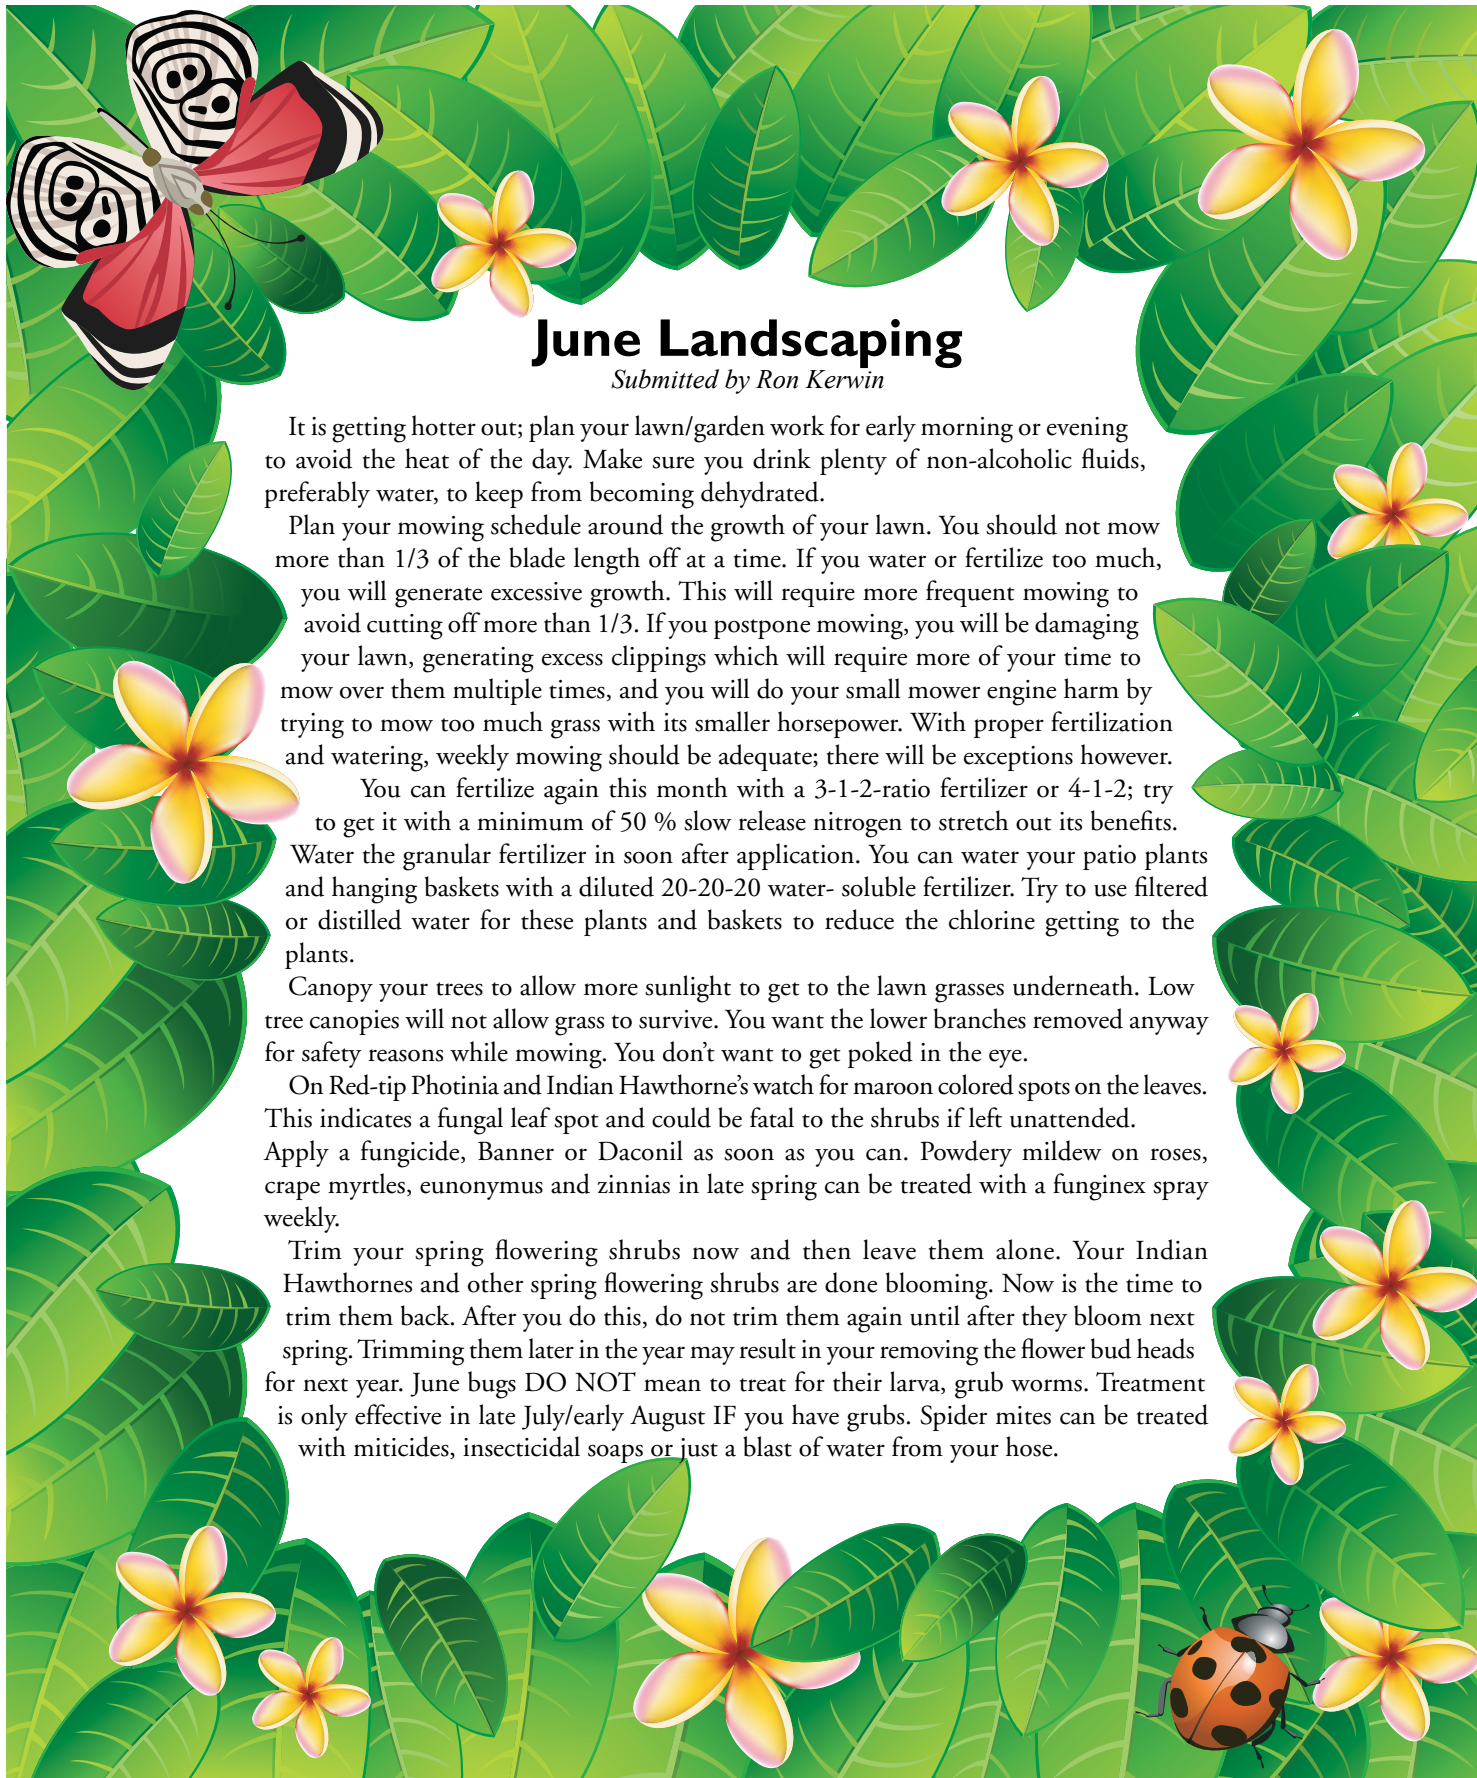 June Landscaping
Submitted by Ron Kerwin
It is getting hotter out; plan your lawn/garden work for early morning or evening
to avoid the heat of the day. Make sure you drink plenty of non-alcoholic fluids,
preferably water, to keep from becoming dehydrated.
Plan your mowing schedule around the growth of your lawn. You should not mow
more than 1/3 of the blade length off at a time. If you water or fertilize too much,
you will generate excessive growth. This will require more frequent mowing to
avoid cutting off more than 1/3. If you postpone mowing, you will be damaging
your lawn, generating excess clippings which will require more of your time to
mow over them multiple times, and you will do your small mower engine harm by
trying to mow too much grass with its smaller horsepower. With proper fertilization
and watering, weekly mowing should be adequate; there will be exceptions however.
You can fertilize again this month with a 3-1-2-ratio fertilizer or 4-1-2; try
to get it with a minimum of 50 % slow release nitrogen to stretch out its benefits.
Water the granular fertilizer in soon after application. You can water your patio plants
and hanging baskets with a diluted 20-20-20 water- soluble fertilizer. Try to use filtered
or distilled water for these plants and baskets to reduce the chlorine getting to the
plants.
Canopy your trees to allow more sunlight to get to the lawn grasses underneath. Low
tree canopies will not allow grass to survive. You want the lower branches removed anyway
for safety reasons while mowing. You don’t want to get poked in the eye.
On Red-tip Photinia and Indian Hawthorne’s watch for maroon colored spots on the leaves.
This indicates a fungal leaf spot and could be fatal to the shrubs if left unattended.
Apply a fungicide, Banner or Daconil as soon as you can. Powdery mildew on roses,
crape myrtles, eunonymus and zinnias in late spring can be treated with a funginex spray
weekly.
Trim your spring flowering shrubs now and then leave them alone. Your Indian
Hawthornes and other spring flowering shrubs are done blooming. Now is the time to
trim them back. After you do this, do not trim them again until after they bloom next
spring. Trimming them later in the year may result in your removing the flower bud heads
for next year. June bugs DO NOT mean to treat for their larva, grub worms. Treatment
is only effective in late July/early August IF you have grubs. Spider mites can be treated
with miticides, insecticidal soaps or just a blast of water from your hose.